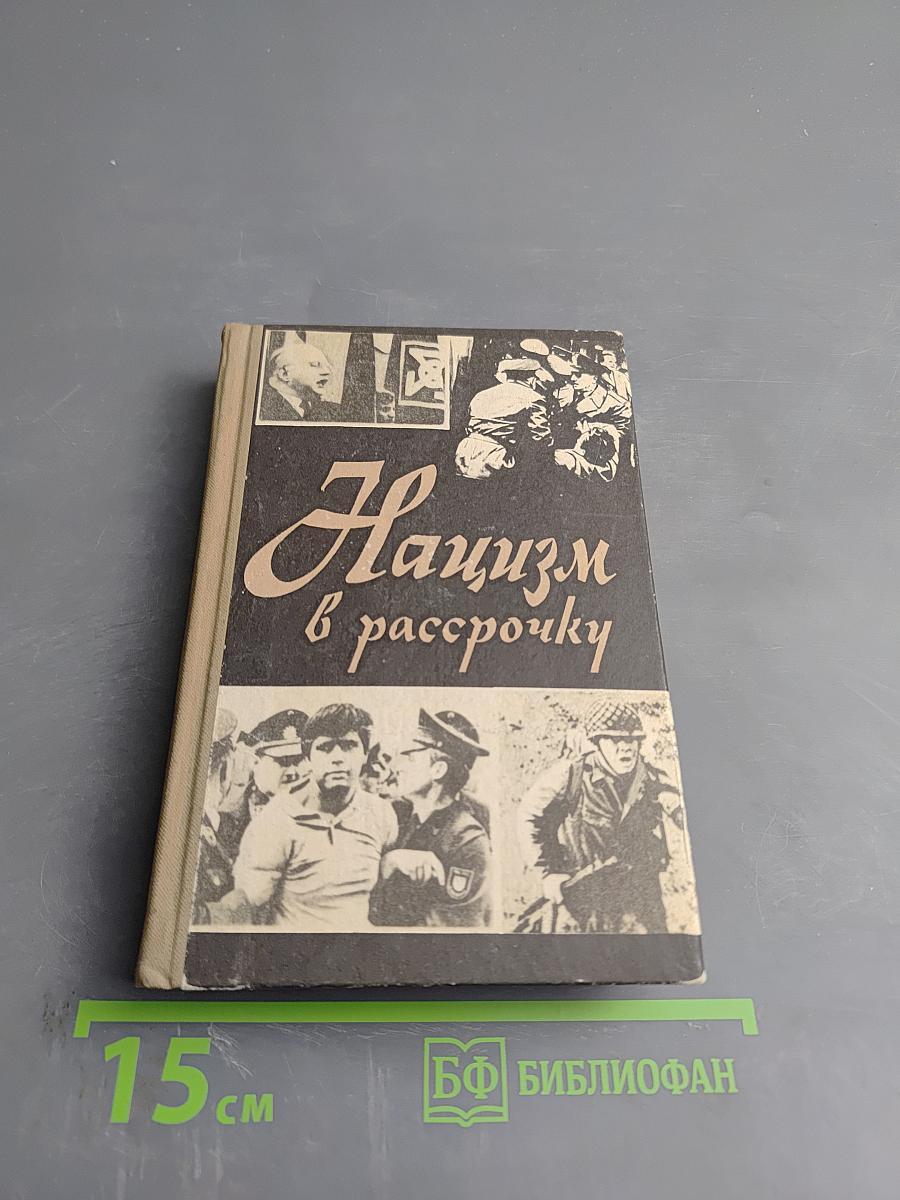 Нацизм
в рассрочку
15 см
БФ БИБЛИОФАН